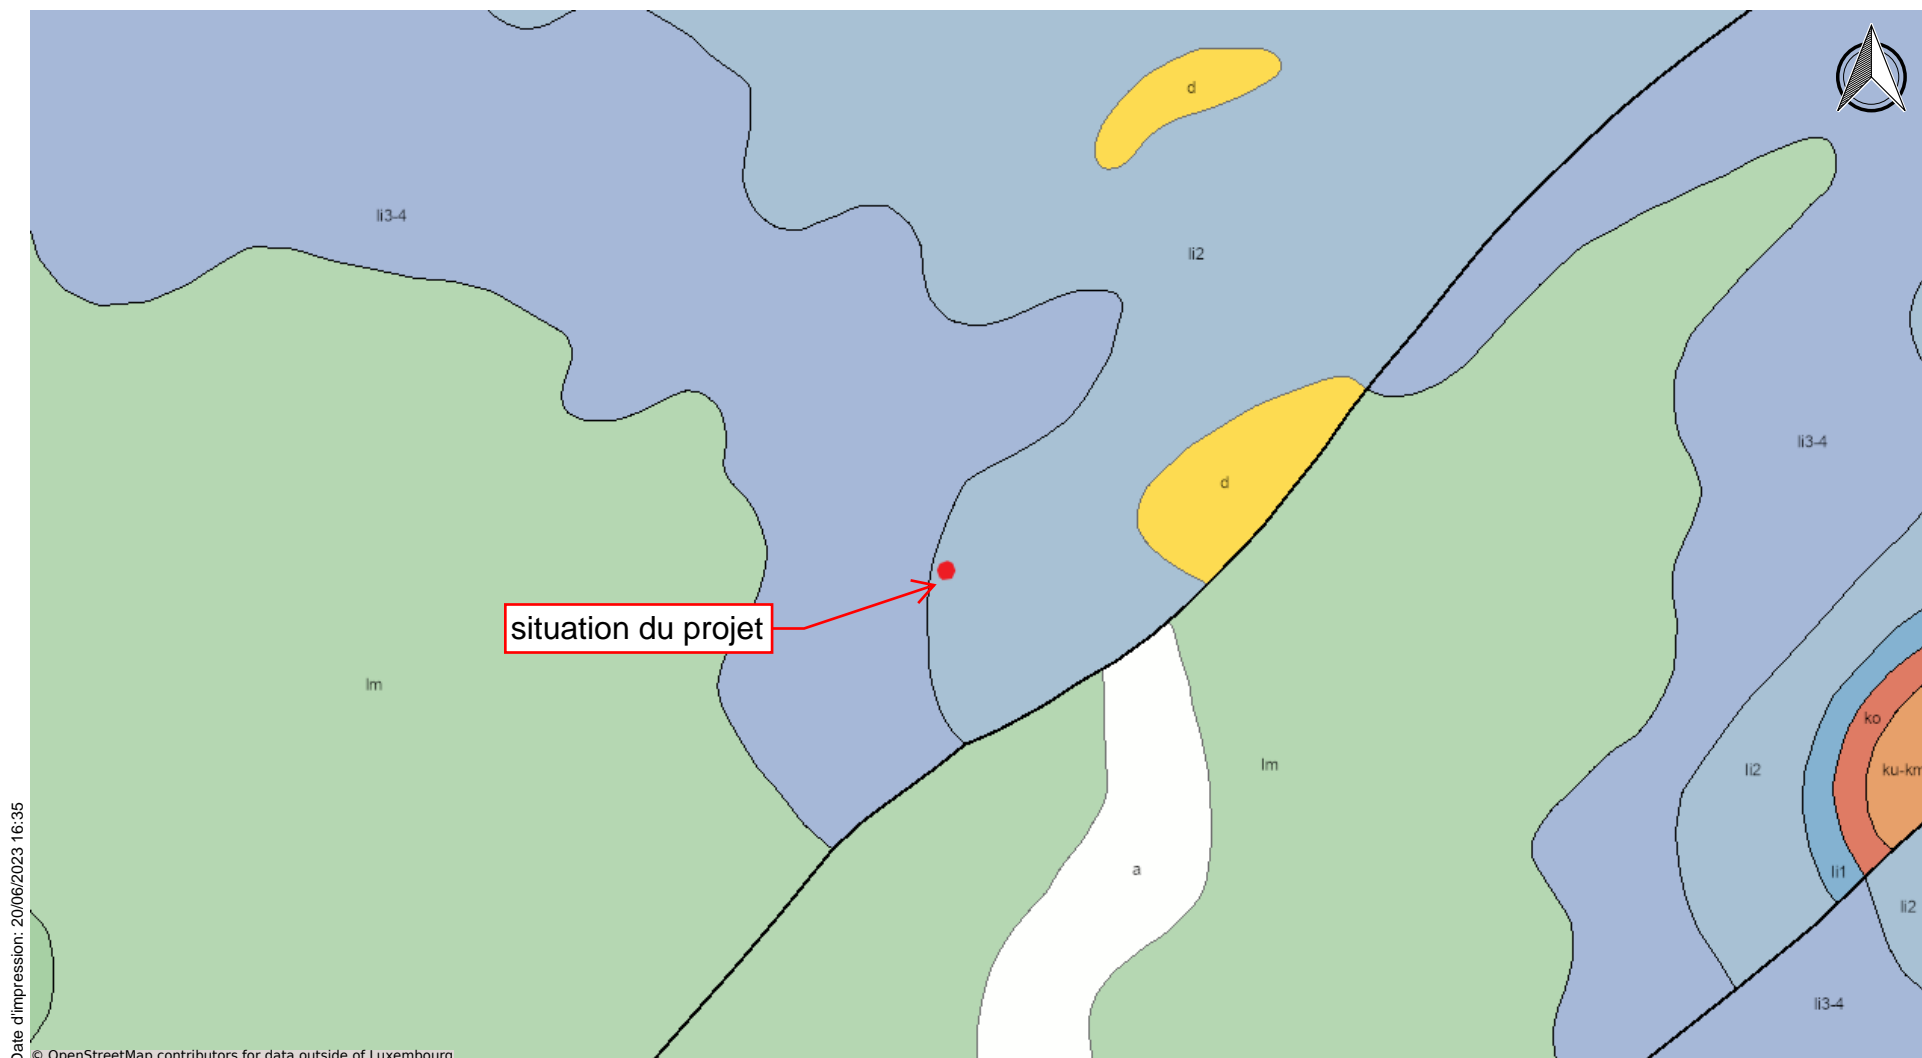 d
li3-4
li2
li3-4
d
situation du projet
lm
ko
lm
li2
ku-km
a
li1
li2
li3-4
Date d'impression: 20/06/2023 16:35
© OpenStreetMap contributors for data outside of Luxembourg